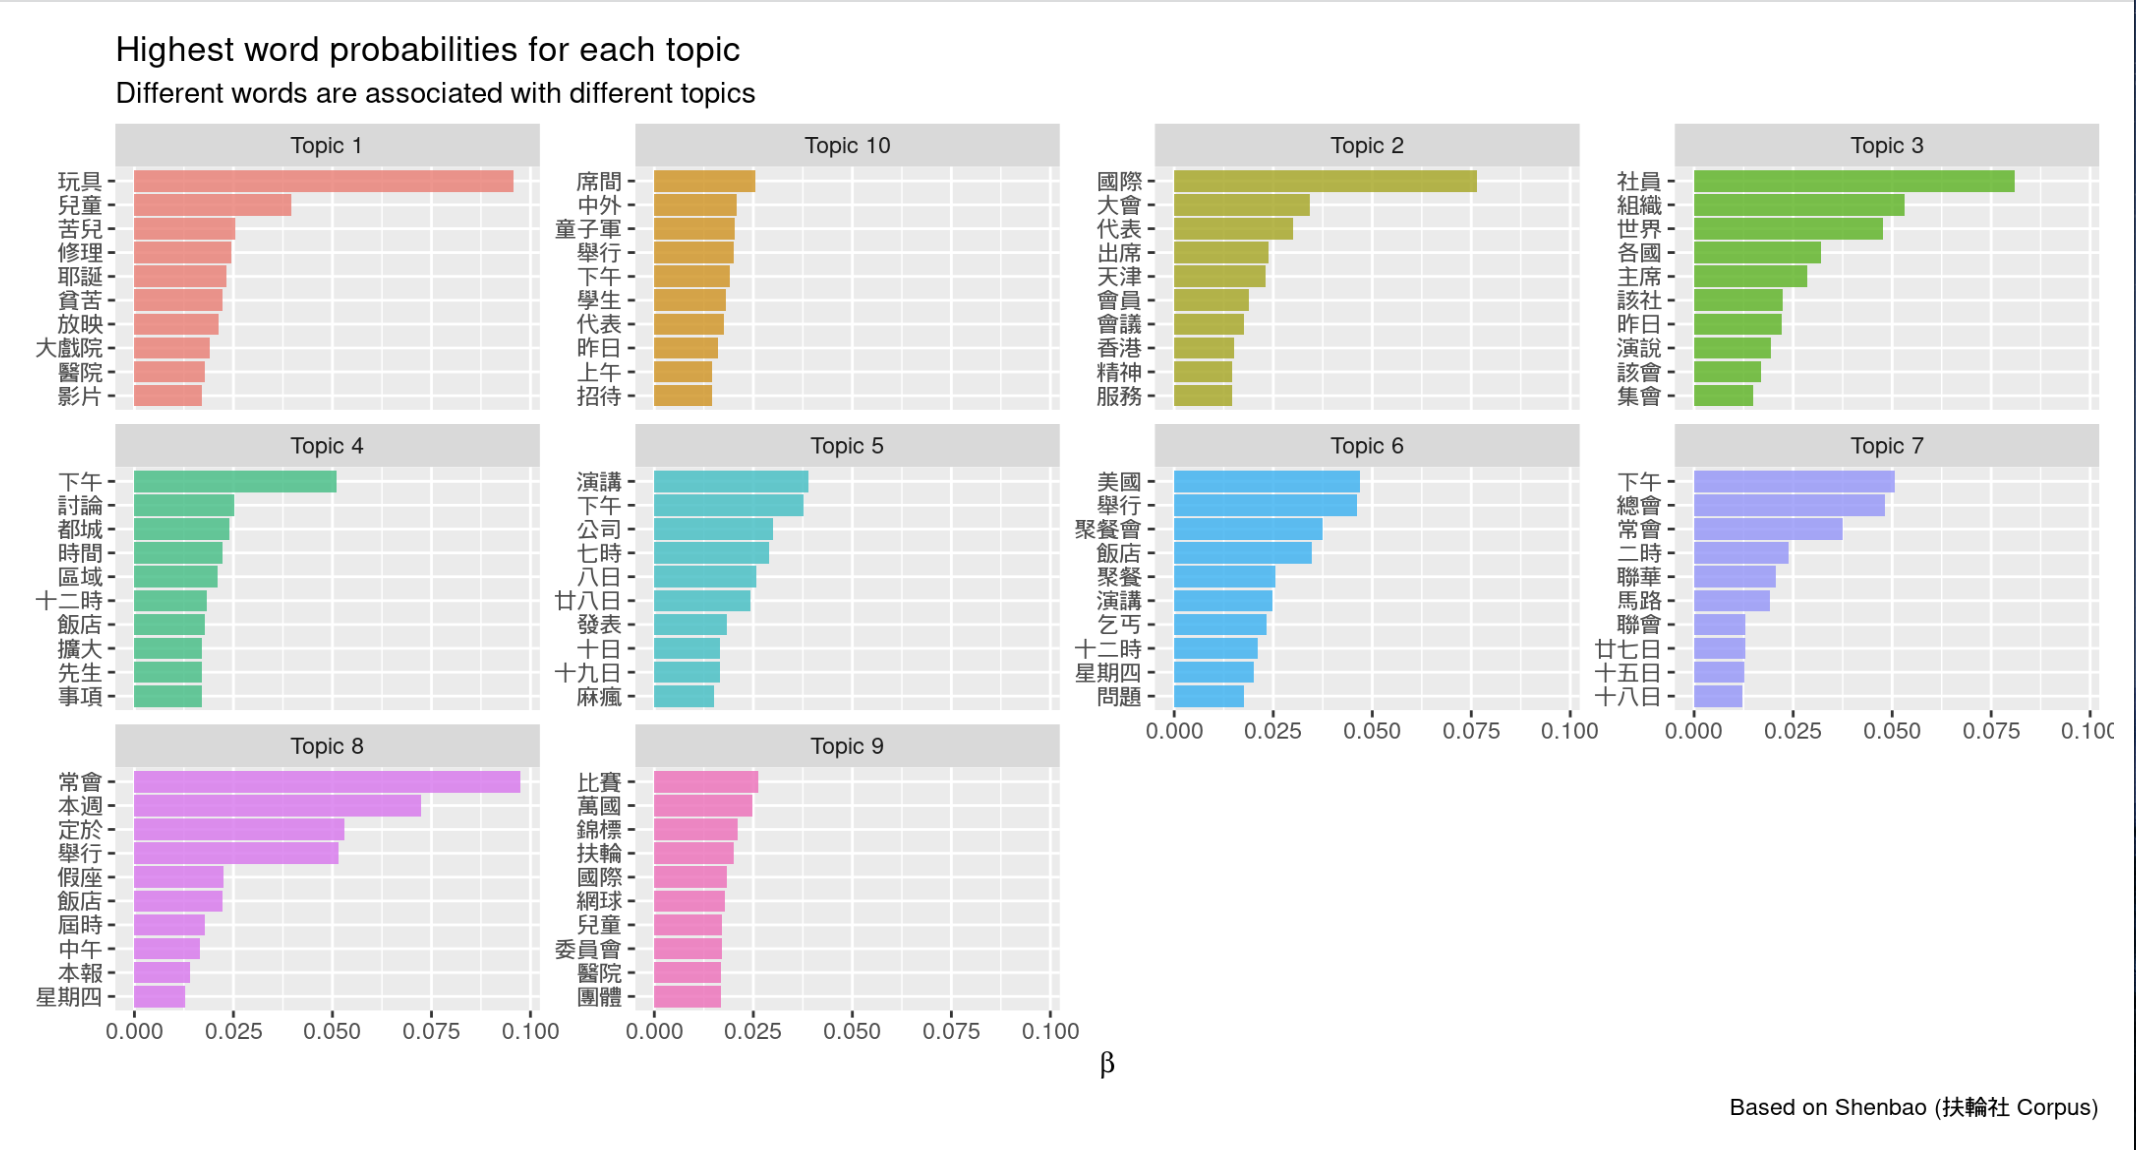 Highest word probabilities for each topic
Different words are associated with different topics
Topic 1
玩具
兒童
苦兒
修理
耶誕
貧苦
放映
大戲院
醫院
影片
Topic 10
席間
中外
童子軍
舉行
下午
學生
代表
昨日
上午
招待
Topic 2
國際
大會
代表
出席
天津
會員
會議
香港
精神
服務
Topic 3
社員
組織
世界
各國
主席
該社
昨日
演說
該會
集會
Topic 4
下午
討論
都城
時間
區域
十二時
飯店
擴大
先生
事項
Topic 5
演講
下午
公司
七時
八日
廿八日
發表
十日
十九日
麻瘋
Topic 6
美國
舉行
聚餐會
飯店
聚餐
演講
乞丐
十二時
星期四
問題
0.000 0.025 0.050 0.075 0.100
Topic 7
下午
總會
常會
二時
聯華
馬路
聯會
廿七日
十五日
十八日
0.000 0.025 0.050 0.075 0.100
Topic 8
常會
本週
定於
舉行
假座
飯店
屆時
中午
本報
星期四
0.000 0.025 0.050 0.075 0.100
Topic 9
比賽
萬國
錦標
扶輪
國際
網球
兒童
委員會
醫院
團體
0.000 0.025 0.050 0.075 0.100
β
Based on Shenbao (扶輪社 Corpus)